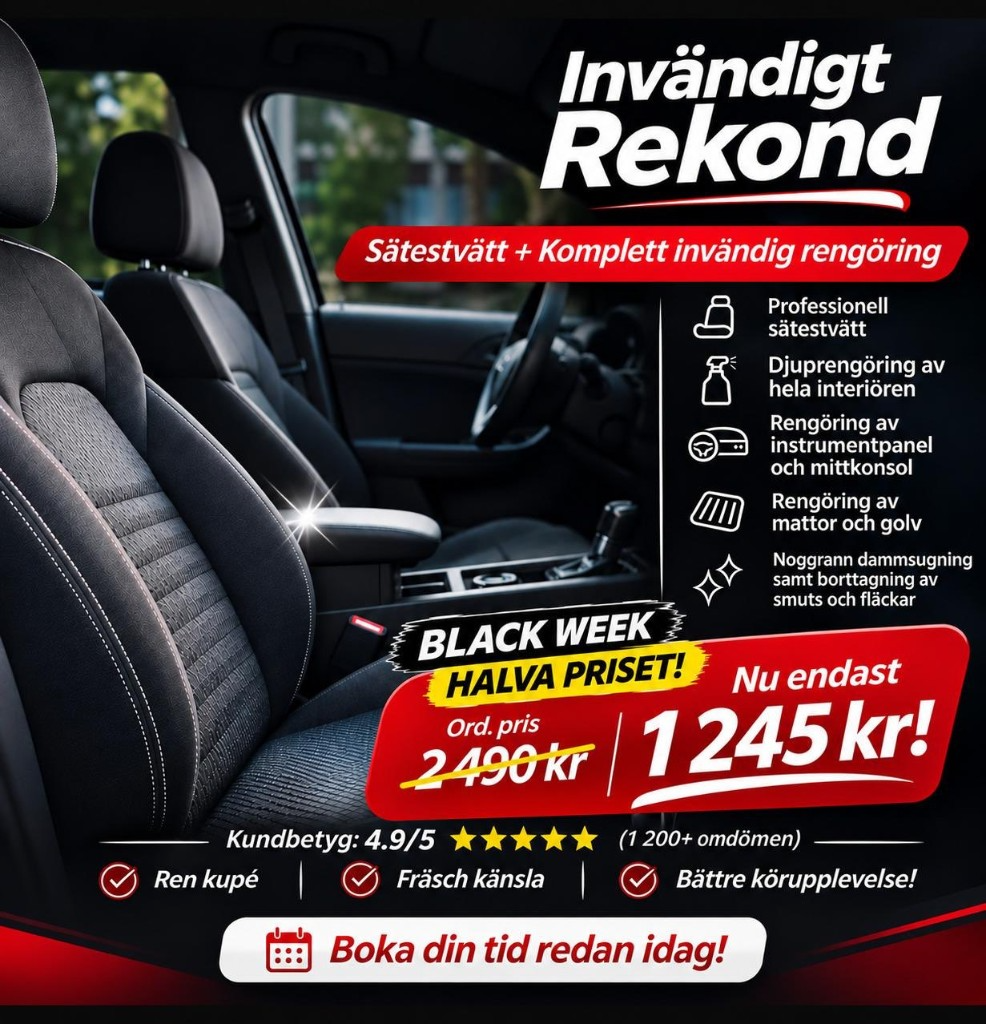 Invändigt
Rekond
Sätestvätt + Komplett invändig rengöring
Professionell
sätestvätt
Djuprengöring av
hela interiören
Rengöring av
instrumentpanel
och mittkonsol
Rengöring av
mattor och golv
Noggrann dammsugning
samt borttagning av
smuts och fläckar
BLACK WEEK
HALVA PRISET!
Ord. pris
2 490 kr
Nu endast
1 245 kr!
Kundbetyg: 4.9/5 (1 200+ omdömen)
Ren kupé
Fräsch känsla
Bättre körupplevelse!
Boka din tid redan idag!